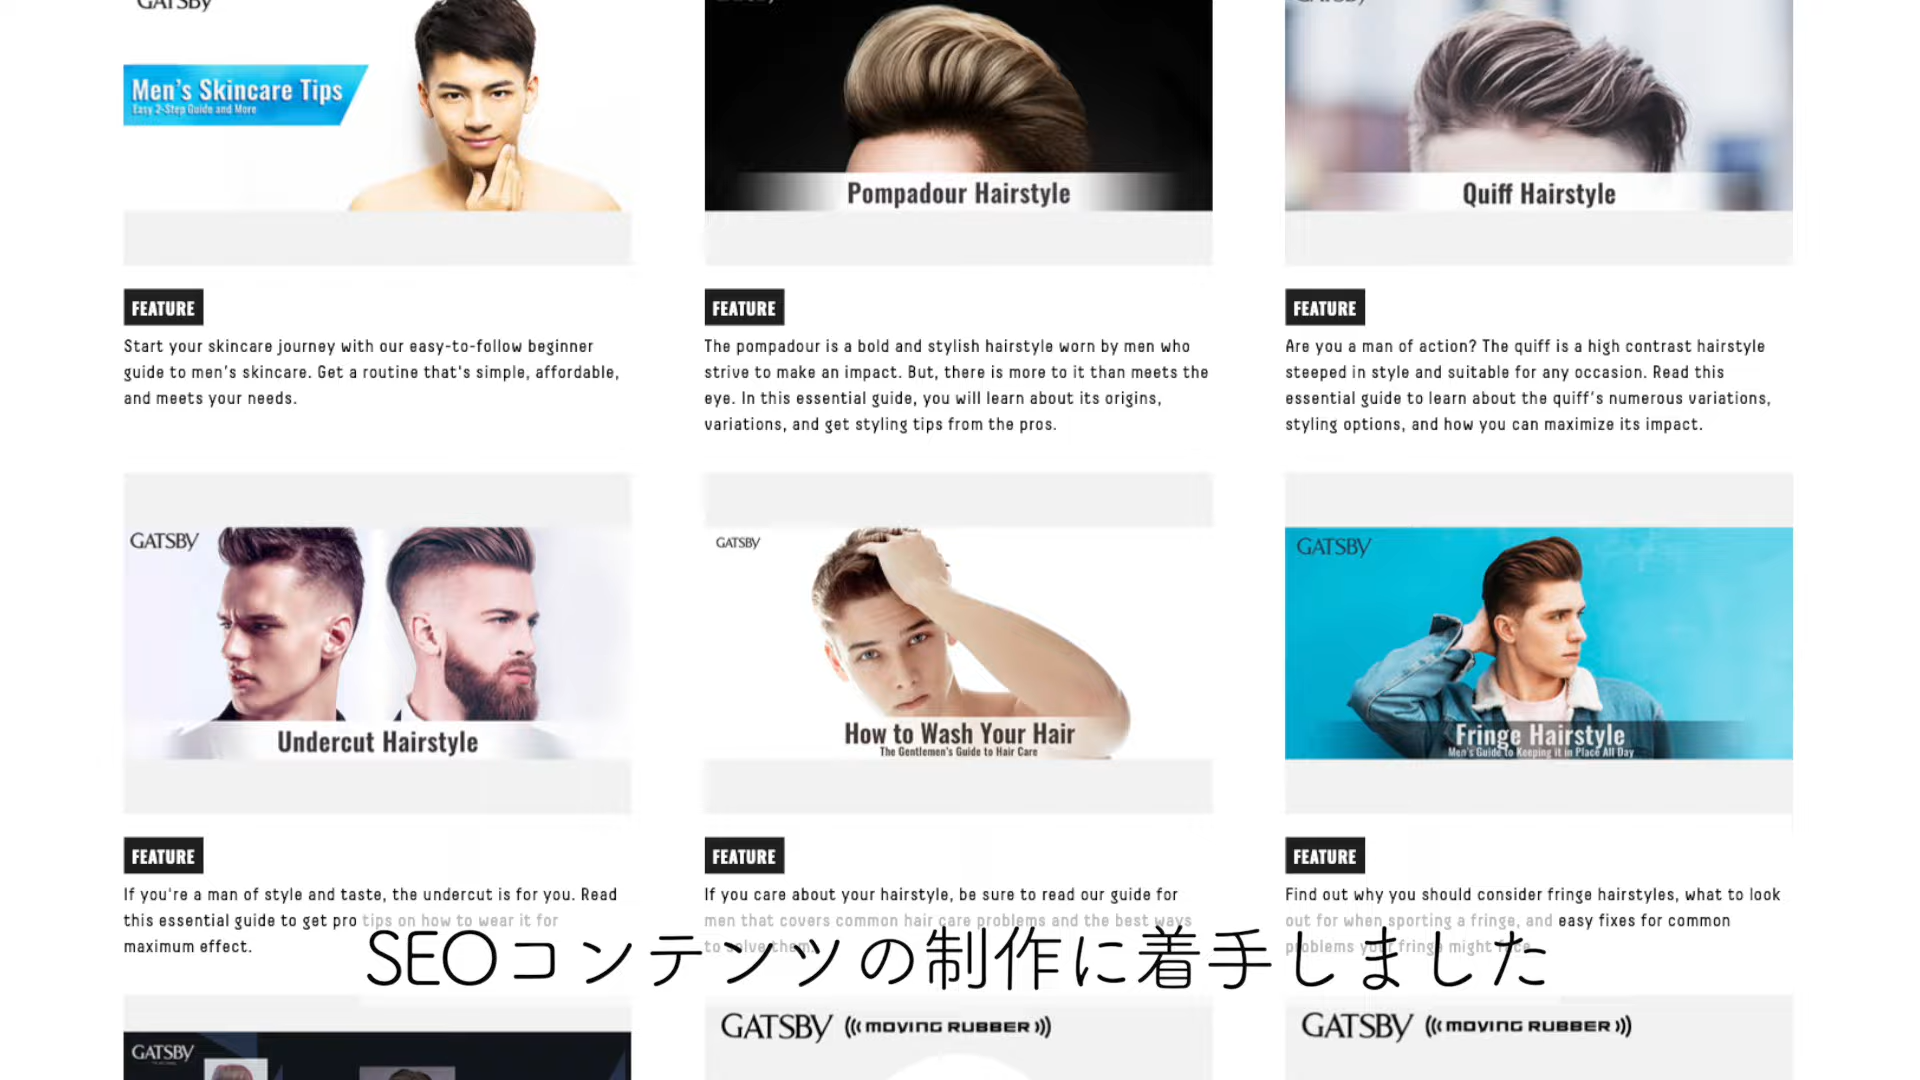 GATSBY
Men's Skincare Tips
Easy 2-Step Guide and More
Pompadour Hairstyle
Quiff Hairstyle
FEATURE
Start your skincare journey with our easy-to-follow beginner
guide to men's skincare. Get a routine that's simple, affordable,
and meets your needs.
FEATURE
The pompadour is a bold and stylish hairstyle worn by men who
strive to make an impact. But, there is more to it than meets the
eye. In this essential guide, you will learn about its origins,
variations, and get styling tips from the pros.
FEATURE
Are you a man of action? The quiff is a high contrast hairstyle
steeped in style and suitable for any occasion. Read this
essential guide to learn about the quiff's numerous variations,
styling options, and how you can maximize its impact.
GATSBY
Undercut Hairstyle
GATSBY
How to Wash Your Hair
The Gentlemen's Guide to Hair Care
GATSBY
Fringe Hairstyle
Men's Guide to Keeping it in Place All Day
FEATURE
If you're a man of style and taste, the undercut is for you. Read
this essential guide to get pro tips on how to wear it for
maximum effect.
FEATURE
If you care about your hairstyle, be sure to read our guide for
men that covers common hair care problems and the best ways
to solve them
FEATURE
Find out why you should consider fringe hairstyles, what to look
out for when sporting a fringe, and easy fixes for common
problems your fringe might face.
SEOコンテンツの制作に着手しました
GATSBY
GATSBY ((( MOVING RUBBER )))
GATSBY ((( MOVING RUBBER )))